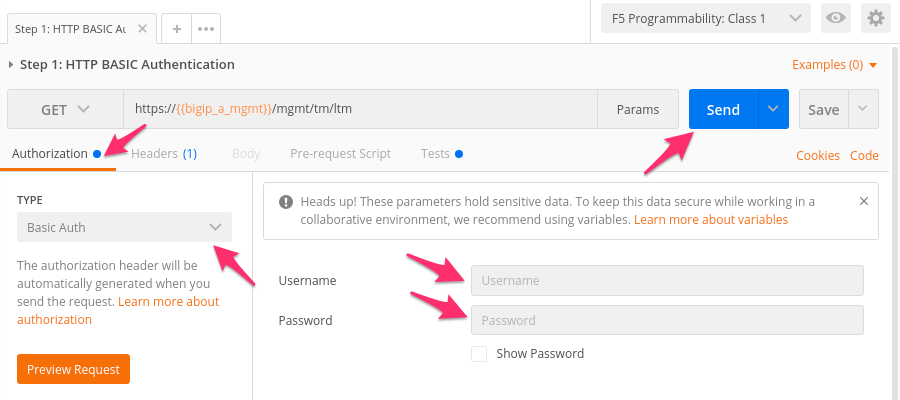 Step 1: HTTP BASIC Au
F5 Programmability: Class 1
Step 1: HTTP BASIC Authentication
Examples (0)
GET
https://{{bigip_a_mgmt}}/mgmt/tm/ltm
Params
Send
Save
Authorization
Headers (1)
Body
Pre-request Script
Tests
Cookies
Code
TYPE
Basic Auth
The authorization header will be
automatically generated when you
send the request. Learn more about
authorization
Preview Request
Heads up! These parameters hold sensitive data. To keep this data secure while working in a
collaborative environment, we recommend using variables. Learn more about variables
Username
Username
Password
Password
Show Password